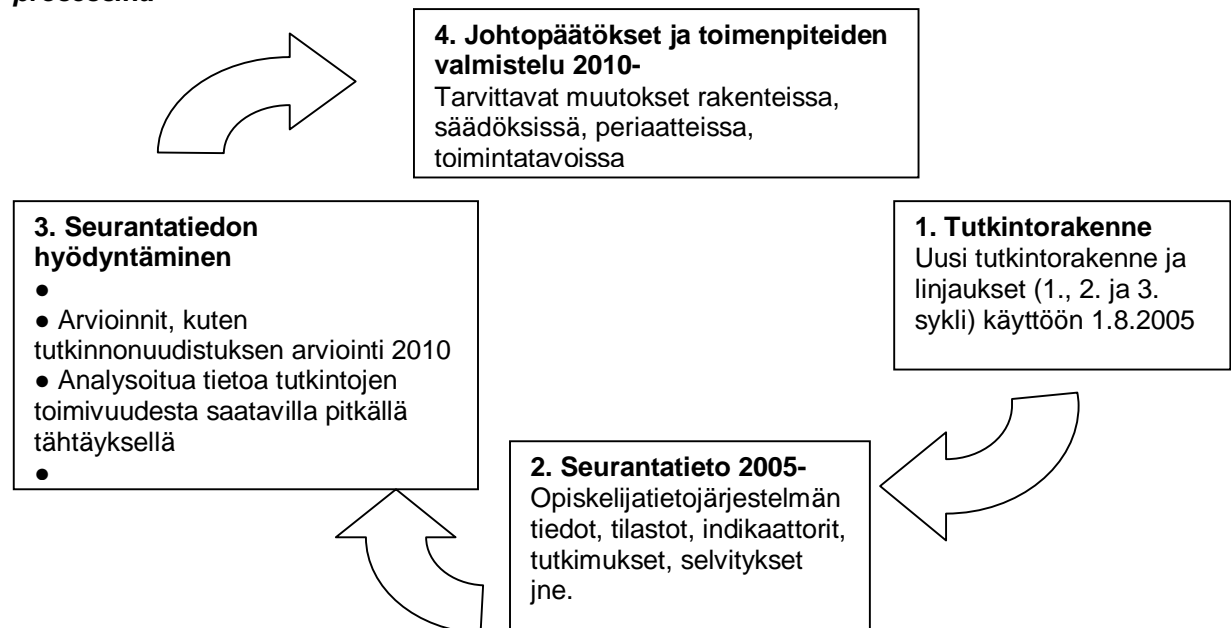 prosessina
4. Johtopäätökset ja toimenpiteiden
valmistelu 2010-
Tarvittavat muutokset rakenteissa,
säädöksissä, periaatteissa,
toimintatavoissa
3. Seurantatiedon
hyödyntäminen
●
● Arvioinnit, kuten
tutkinnonuudistuksen arviointi 2010
● Analysoitua tietoa tutkintojen
toimivuudesta saatavilla pitkällä
tähtäyksellä
●
1. Tutkintorakenne
Uusi tutkintorakenne ja
linjaukset (1., 2. ja 3.
sykli) käyttöön 1.8.2005
2. Seurantatieto 2005-
Opiskelijatietojärjestelmän
tiedot, tilastot, indikaattorit,
tutkimukset, selvitykset
jne.